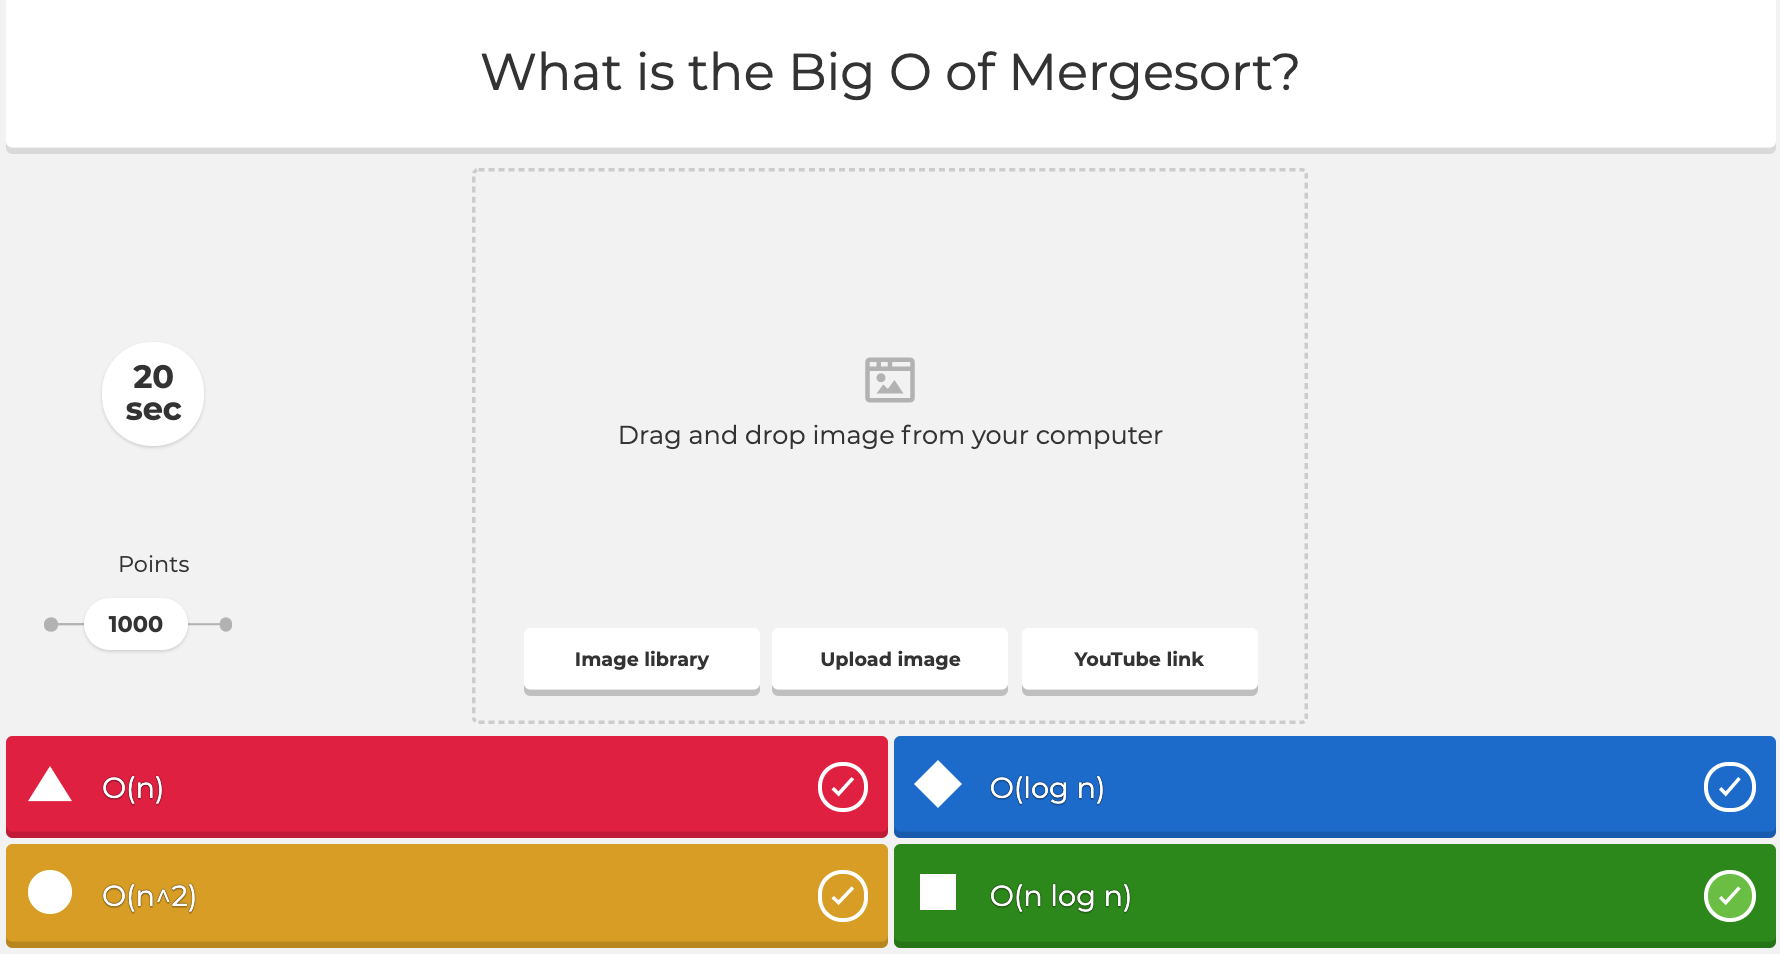 What is the Big O of Mergesort?
20
sec
Drag and drop image from your computer
Points
1000
Image library
Upload image
YouTube link
O(n)
O(log n)
O(n^2)
O(n log n)